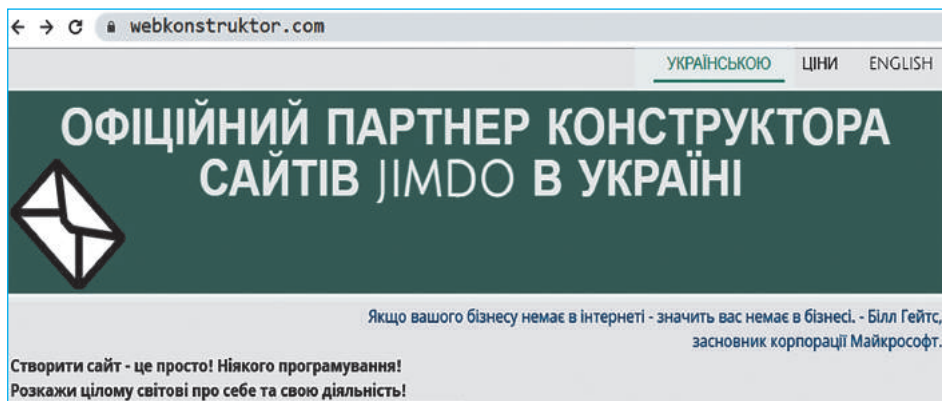 webkonstruktor.com
УКРАЇНСЬКОЮ ЦІНИ ENGLISH
ОФІЦІЙНИЙ ПАРТНЕР КОНСТРУКТОРА
САЙТІВ JIMDO В УКРАЇНІ
Якщо вашого бізнесу немає в інтернеті - значить вас немає в бізнесі. - Білл Гейтс,
засновник корпорації Майкрософт.
Створити сайт - це просто! Ніякого програмування!
Розкажи цілому світові про себе та свою діяльність!